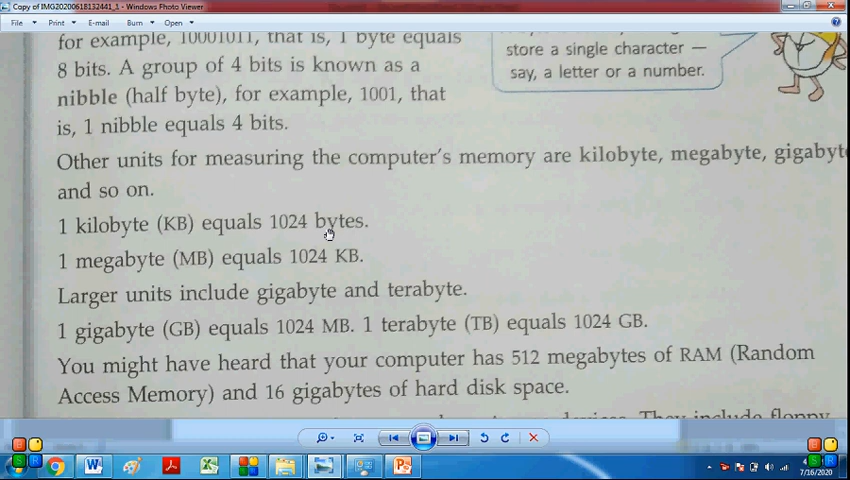 Copy of IMG20200618132441_1 - Windows Photo Viewer
File Print Burn Open
for example, 10001011, that is, 1 byte equals
8 bits. A group of 4 bits is known as a
nibble (half byte), for example, 1001, that
is, 1 nibble equals 4 bits.
store a single character —
say, a letter or a number.
Other units for measuring the computer's memory are kilobyte, megabyte, gigabyte
and so on.
1 kilobyte (KB) equals 1024 bytes.
1 megabyte (MB) equals 1024 KB.
Larger units include gigabyte and terabyte.
1 gigabyte (GB) equals 1024 MB. 1 terabyte (TB) equals 1024 GB.
You might have heard that your computer has 512 megabytes of RAM (Random
Access Memory) and 16 gigabytes of hard disk space.
devices. They include floppy
E
S R
W
P
E
S R
7/16/2020